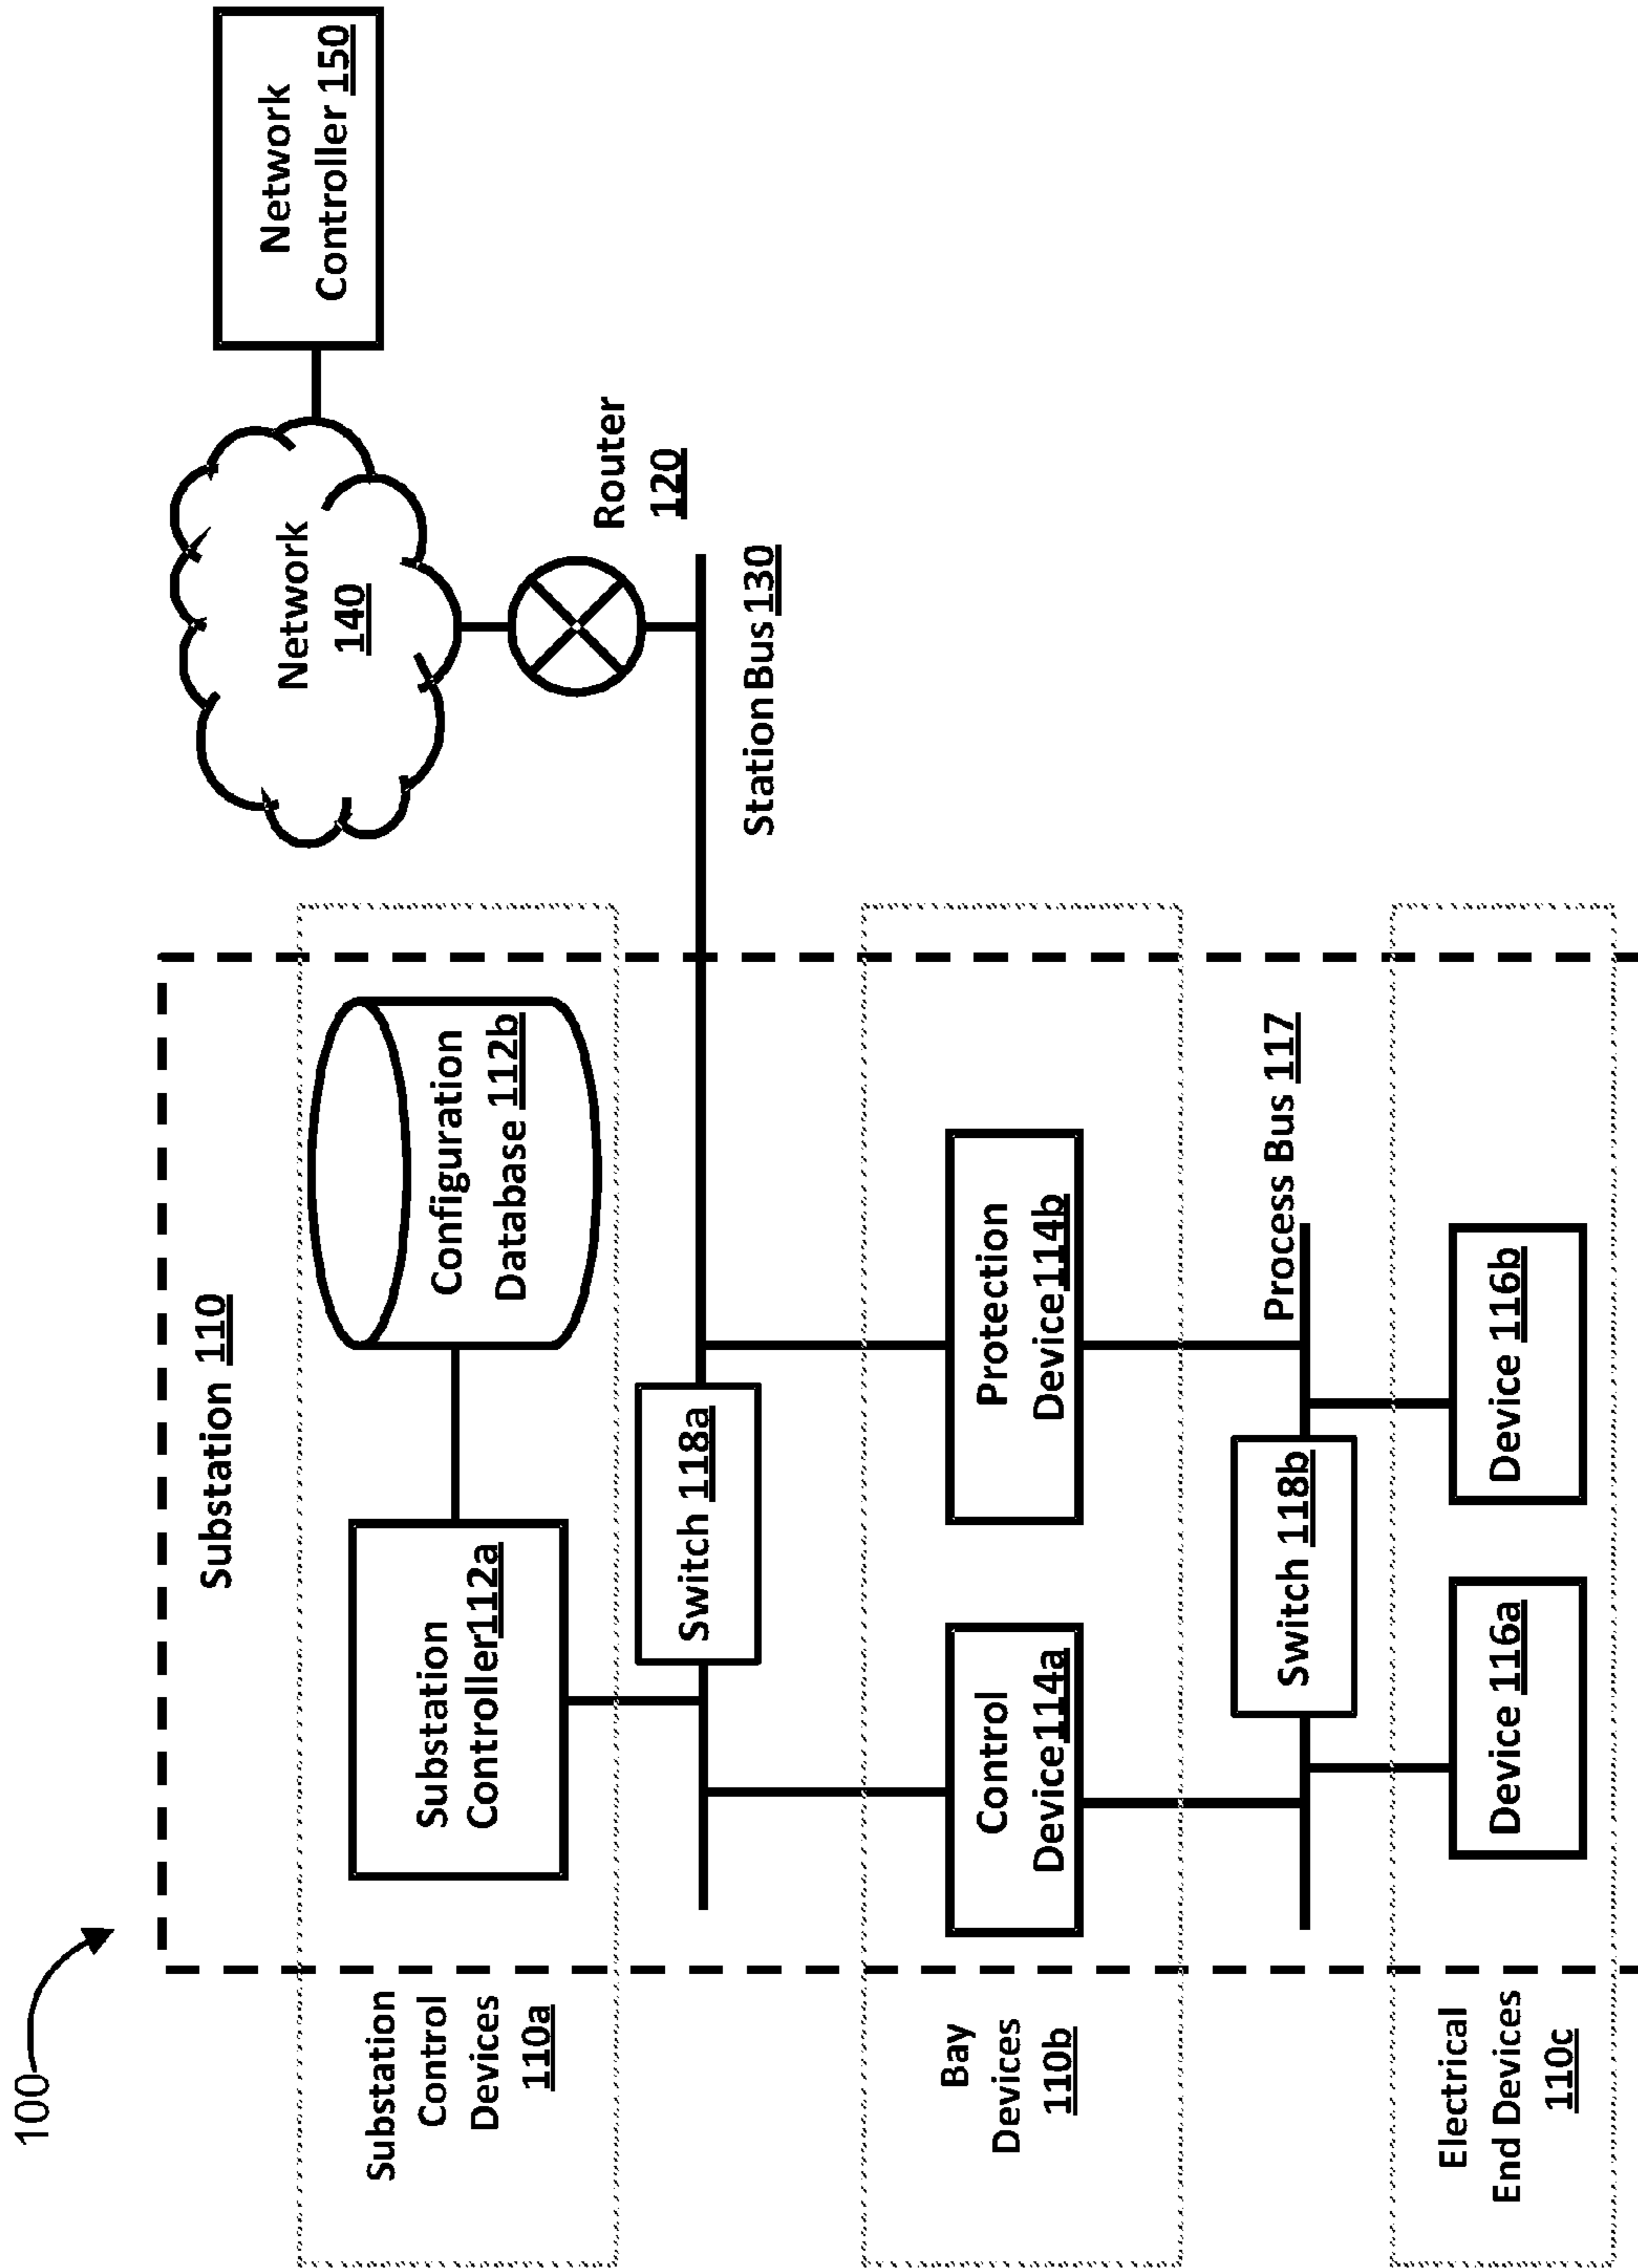 100
Substation 110
Network
Controller 150
Network
140
Substation
Control
Devices
110a
Substation
Controller112a
Configuration
Database 112b
Router
120
Switch 118a
Station Bus 130
Bay
Devices
110b
Control
Device114a
Protection
Device114b
Process Bus 117
Switch 118b
Electrical
End Devices
110c
Device 116a
Device 116b